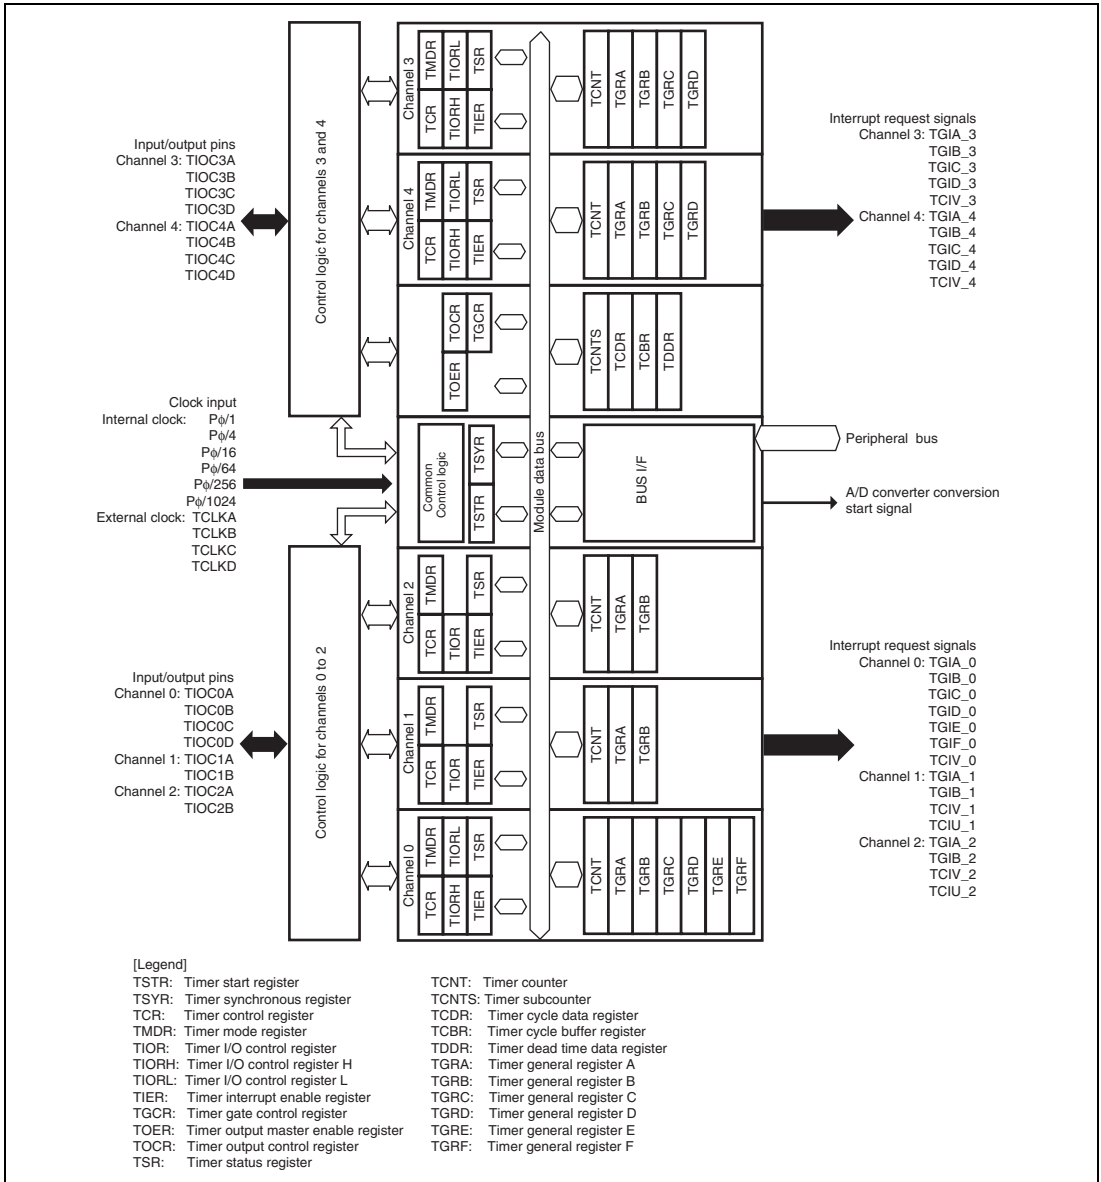 Input/output pins
Channel 3: TIOC3A
TIOC3B
TIOC3C
TIOC3D
Channel 4: TIOC4A
TIOC4B
TIOC4C
TIOC4D
Clock input
Internal clock: Pϕ/1
Pϕ/4
Pϕ/16
Pϕ/64
Pϕ/256
Pϕ/1024
External clock: TCLKA
TCLKB
TCLKC
TCLKD
Input/output pins
Channel 0: TIOC0A
TIOC0B
TIOC0C
TIOC0D
Channel 1: TIOC1A
TIOC1B
Channel 2: TIOC2A
TIOC2B
Control logic for channels 3 and 4
Control logic for channels 0 to 2
Channel 3
TMDR
TIORL
TSR
TCR
TIORH
TIER
TCNT
TGRA
TGRB
TGRC
TGRD
Channel 4
TMDR
TIORL
TSR
TCR
TIORH
TIER
TCNT
TGRA
TGRB
TGRC
TGRD
TOCR
TGCR
TOER
TCNTS
TCDR
TCBR
TDDR
Common
Control logic
TSYR
TSTR
Module data bus
BUS I/F
Channel 2
TMDR
TSR
TCR
TIOR
TIER
TCNT
TGRA
TGRB
Channel 1
TMDR
TSR
TCR
TIOR
TIER
TCNT
TGRA
TGRB
Channel 0
TMDR
TIORL
TSR
TCR
TIORH
TIER
TCNT
TGRA
TGRB
TGRC
TGRD
TGRE
TGRF
Interrupt request signals
Channel 3: TGIA_3
TGIB_3
TGIC_3
TGID_3
TCIV_3
Channel 4: TGIA_4
TGIB_4
TGIC_4
TGID_4
TCIV_4
Peripheral bus
A/D converter conversion
start signal
Interrupt request signals
Channel 0: TGIA_0
TGIB_0
TGIC_0
TGID_0
TGIE_0
TGIF_0
TCIV_0
Channel 1: TGIA_1
TGIB_1
TCIV_1
TCIU_1
Channel 2: TGIA_2
TGIB_2
TCIV_2
TCIU_2
[Legend]
TSTR: Timer start register
TSYR: Timer synchronous register
TCR: Timer control register
TMDR: Timer mode register
TIOR: Timer I/O control register
TIORH: Timer I/O control register H
TIORL: Timer I/O control register L
TIER: Timer interrupt enable register
TGCR: Timer gate control register
TOER: Timer output master enable register
TOCR: Timer output control register
TSR: Timer status register
TCNT: Timer counter
TCNTS: Timer subcounter
TCDR: Timer cycle data register
TCBR: Timer cycle buffer register
TDDR: Timer dead time data register
TGRA: Timer general register A
TGRB: Timer general register B
TGRC: Timer general register C
TGRD: Timer general register D
TGRE: Timer general register E
TGRF: Timer general register F